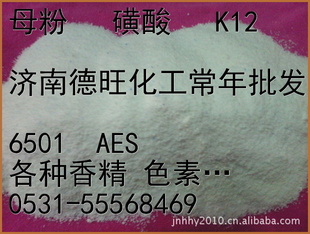 母粉 磺酸 K12
济南德旺化工常年批发
6501 AES
各种香精 色素…
0531-55568469
jnhhy2010.cn.alibaba.com